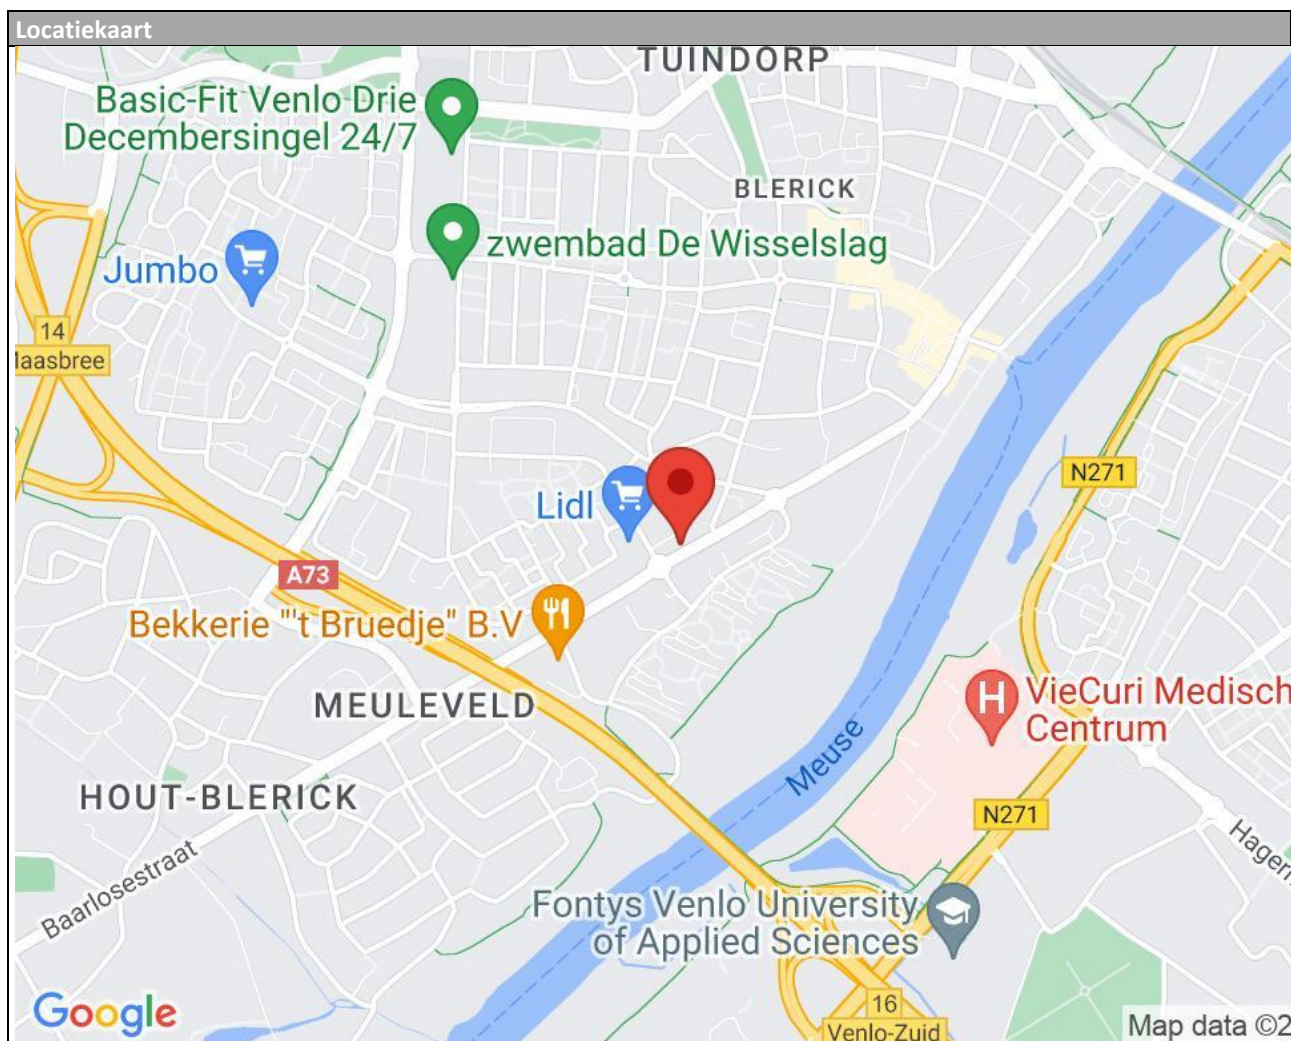 Locatiekaart
TUINDORP
Basic-Fit Venlo Drie
Decembersingel 24/7
BLERICK
zwembad De Wisselslag
Jumbo
14
Maasbree
N271
Lidl
A73
Bekkerie "'t Bruedje" B.V
VieCuri Medisch
Centrum
MEULEVELD
Meuse
HOUT-BLERICK
N271
Hagerh
Baarlosestraat
Fontys Venlo University
of Applied Sciences
16
Venlo-Zuid
Google
Map data ©2